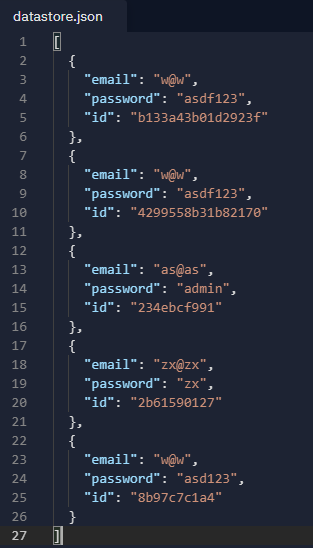 datastore.json
1 [
2 {
3 "email": "w@w",
4 "password": "asdf123",
5 "id": "b133a43b01d2923f"
6 },
7 {
8 "email": "w@w",
9 "password": "asdf123",
10 "id": "4299558b31b82170"
11 },
12 {
13 "email": "as@as",
14 "password": "admin",
15 "id": "234ebcf991"
16 },
17 {
18 "email": "zx@zx",
19 "password": "zx",
20 "id": "2b61590127"
21 },
22 {
23 "email": "w@w",
24 "password": "asd123",
25 "id": "8b97c7c1a4"
26 }
27 ]